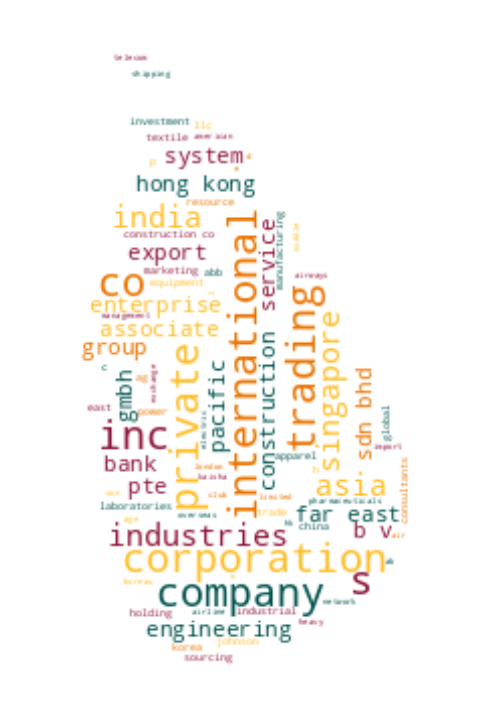 telecom
shipping
investment llc
textile american
system
p
hong kong
resource
india
construction co
export
marketing abb
equipment
co
enterprise
management
associate
group
international
service
manufacturing
airways
trading
singapore
private
pacific
construction
gmbh
exchange
electric
ag
power
c
east
inc
bank
pte
laboratories
london
kaisha
club
limited
overseas
trade
apparel
h
sdn bhd
global
import
consultants
asia
pharmaceuticals
far east
china
b v
air
industries
corporation
s
company
network
bureau
holding airline industrial
heavy
engineering
johnson
korea
sourcing